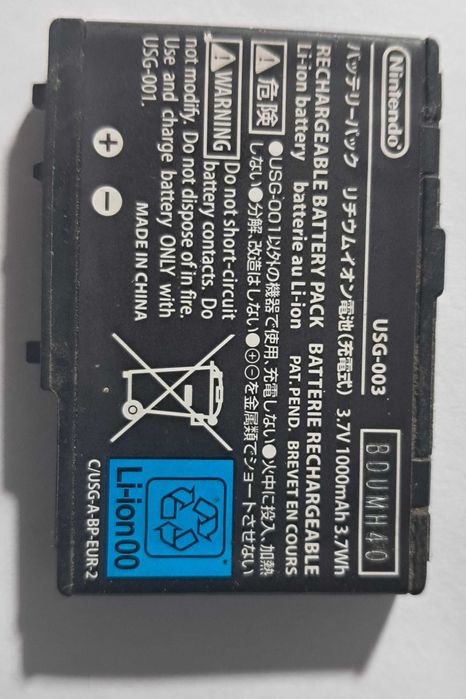 Nintendo
USG-003
BOUMH40
バッテリーパック リチウムイオン電池(充電式) 3.7V 1000mAh 3.7Wh
RECHARGEABLE BATTERY PACK BATTERIE RECHARGEABLE
Li-ion battery batterie au Li-ion PAT. PEND. BREVET EN COURS
危険
●USG-001以外の機器で使用、充電しない●火中に投入、加熱
しない●分解、改造はしない●⊕⊖を金属類でショートさせない
WARNING
Do not short-circuit
battery contacts. Do
not modify. Do not dispose of in fire.
Use and charge battery ONLY with
USG-001.
MADE IN CHINA
+ −
Li-ion00
C/USG-A-BP-EUR-2